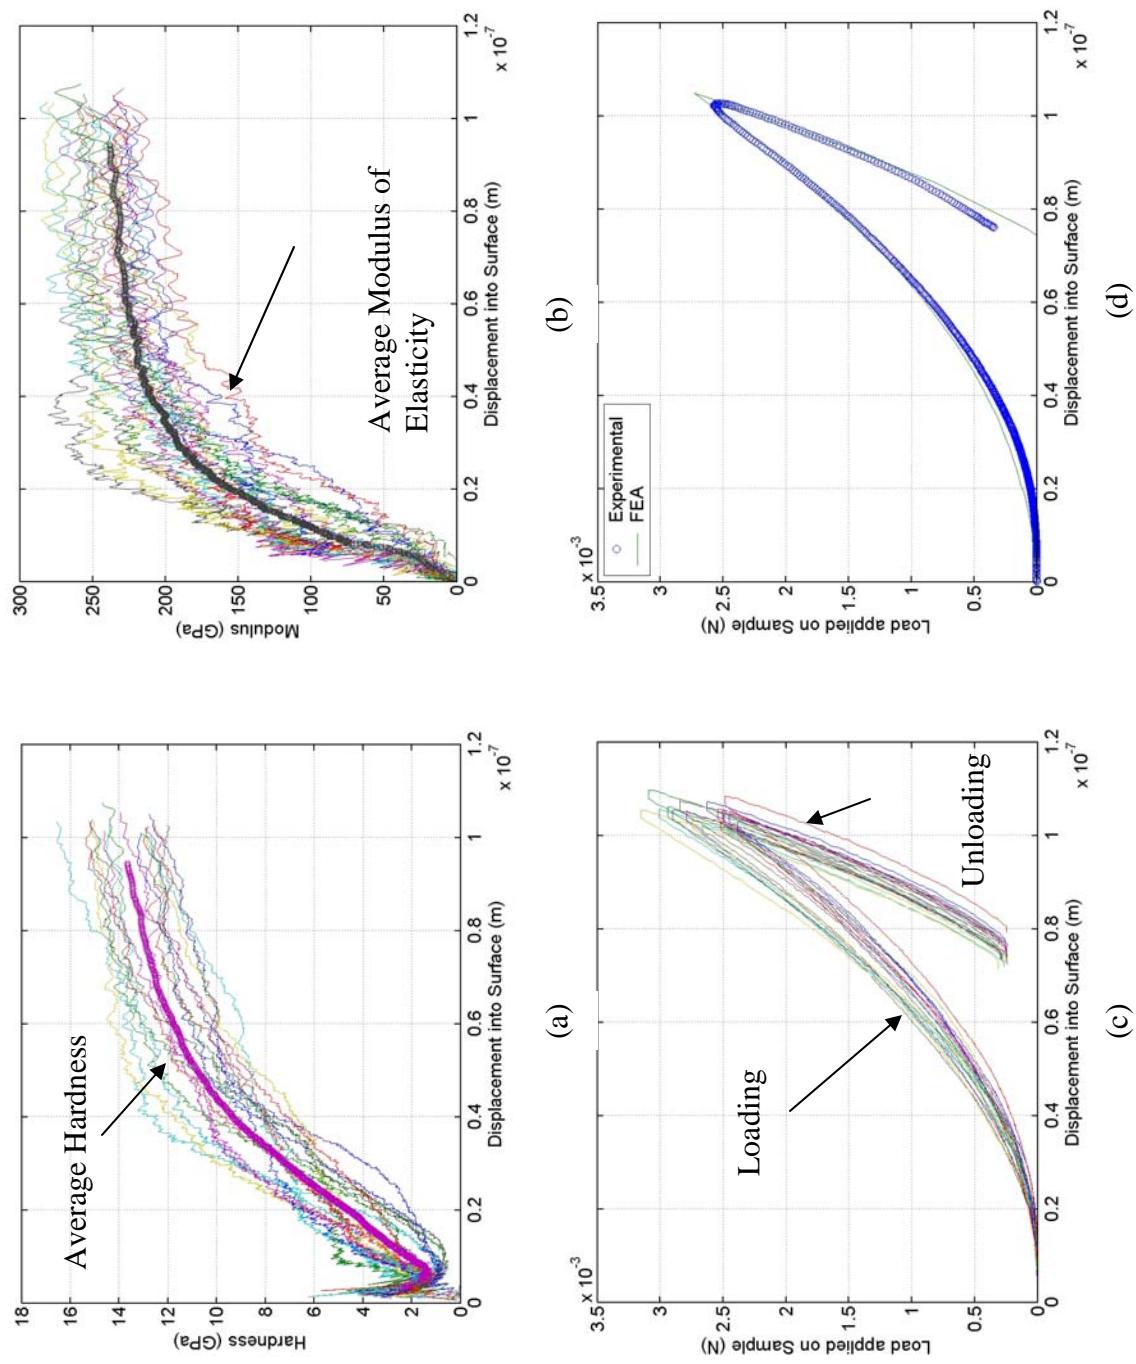 Hardness (GPa)
18
16
14
12
10
8
6
4
2
0
Average Hardness
0
0.2
0.4
0.6
0.8
1
1.2
Displacement into Surface (m)
x 10-7
(a)
Modulus (GPa)
300
250
200
150
100
50
0
Average Modulus of
Elasticity
0
0.2
0.4
0.6
0.8
1
1.2
Displacement into Surface (m)
x 10-7
(b)
x 10-3
Load applied on Sample (N)
3.5
3
2.5
2
1.5
1
0.5
0
Loading
Unloading
0
0.2
0.4
0.6
0.8
1
1.2
Displacement into Surface (m)
x 10-7
(c)
x 10-3
Load applied on Sample (N)
3.5
3
2.5
2
1.5
1
0.5
0
Experimental
FEA
0
0.2
0.4
0.6
0.8
1
1.2
Displacement into Surface (m)
x 10-7
(d)